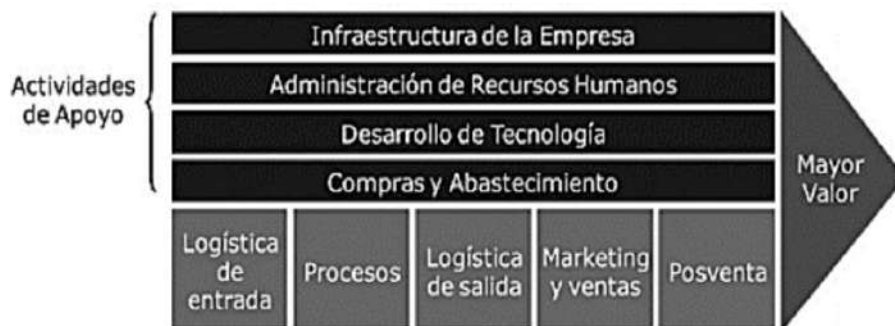 Infraestructura de la Empresa
Actividades
de Apoyo
Administración de Recursos Humanos
Desarrollo de Tecnología
Compras y Abastecimiento
Mayor
Valor
Logística
de
entrada
Procesos
Logística
de salida
Marketing
y ventas
Posventa